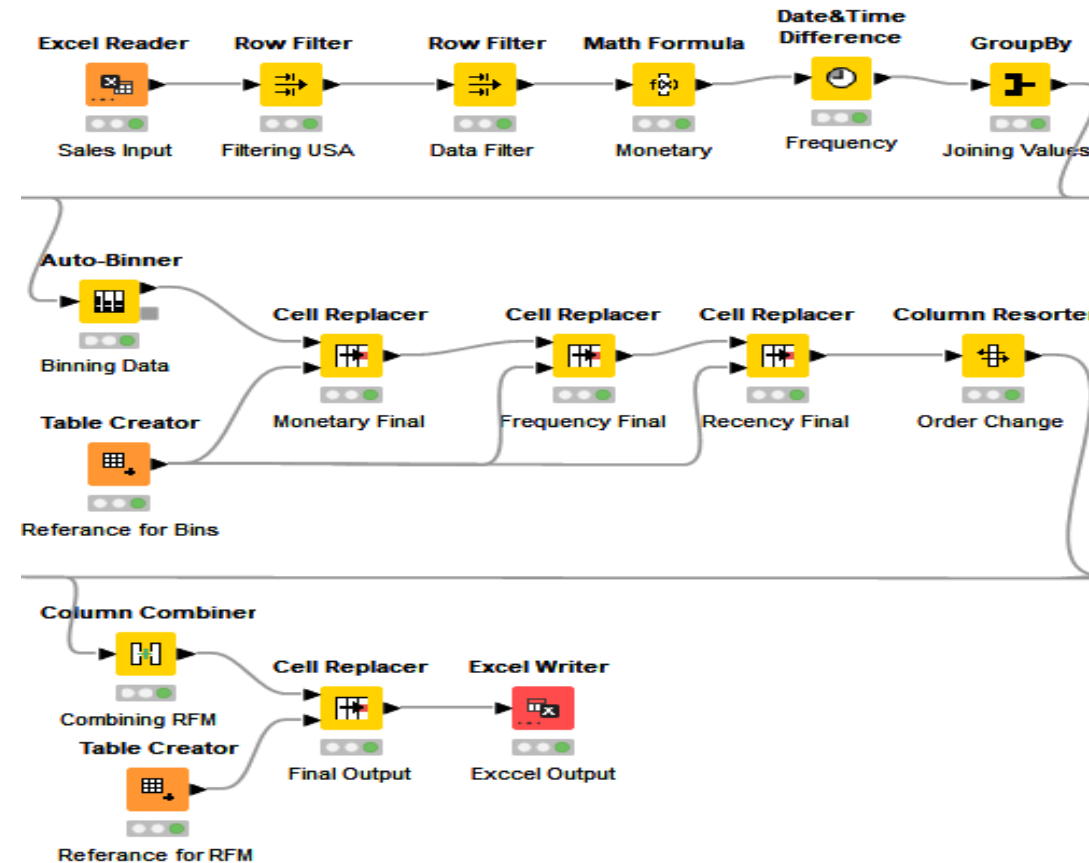 Excel Reader
Row Filter
Row Filter
Math Formula
Date&Time
Difference
GroupBy
Sales Input
Filtering USA
Data Filter
Monetary
Frequency
Joining Values
Auto-Binner
Binning Data
Cell Replacer
Cell Replacer
Cell Replacer
Column Resorte
Monetary Final
Frequency Final
Recency Final
Order Change
Table Creator
Referance for Bins
Column Combiner
Combining RFM
Cell Replacer
Excel Writer
Final Output
Exccel Output
Table Creator
Referance for RFM